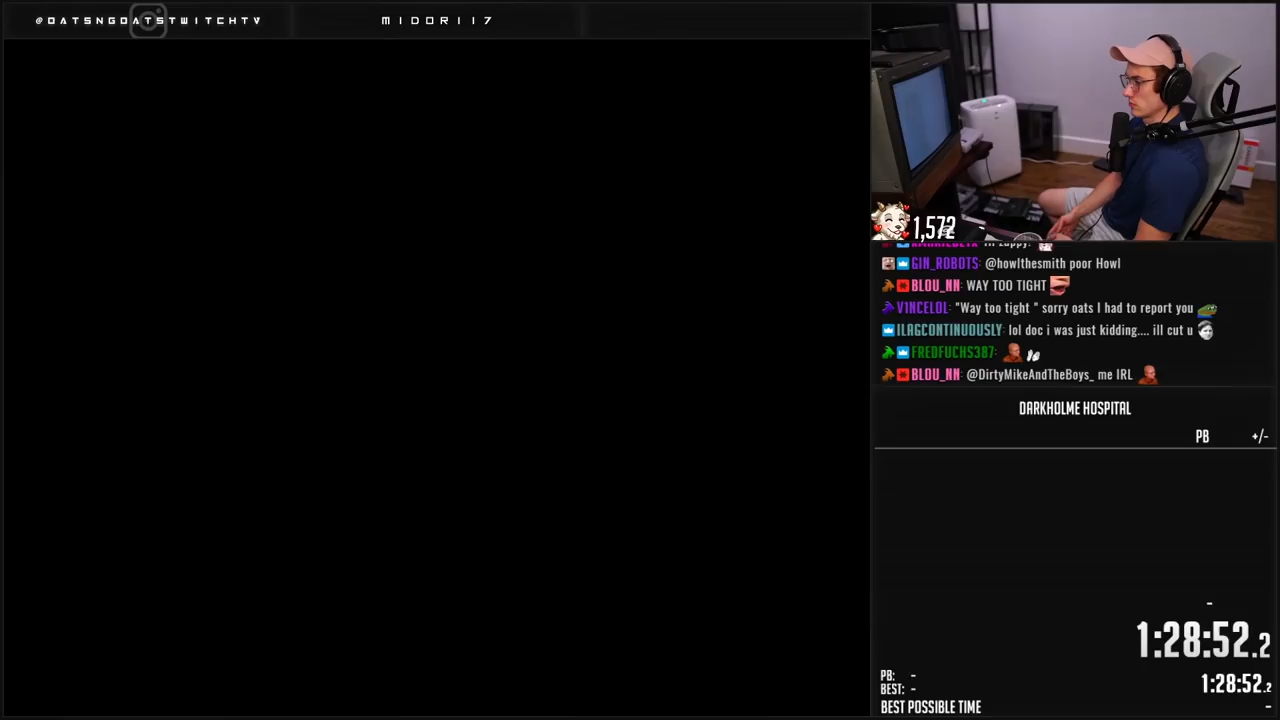 @OATSNGOATSTWITCHTV
MIDORII7
1,572
GIN_ROBOTS: @howlthesmith poor Howl
BLOU_NN: WAY TOO TIGHT
V1NCELOL: "Way too tight " sorry oats I had to report you
ILAGCONTINUOUSLY: lol doc i was just kidding.... ill cut u
FREDFUCHS387:
BLOU_NN: @DirtyMikeAndTheBoys_ me IRL
DARKHOLME HOSPITAL
PB +/-
-
1:28:52.2
PB: -
BEST: -
1:28:52.2
BEST POSSIBLE TIME -